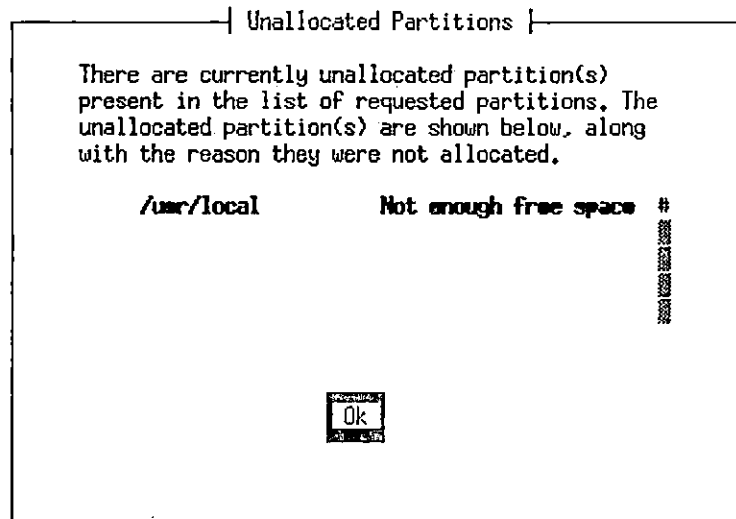 Unallocated Partitions
There are currently unallocated partition(s)
present in the list of requested partitions. The
unallocated partition(s) are shown below, along
with the reason they were not allocated.
/usr/local Not enough free space #
Ok